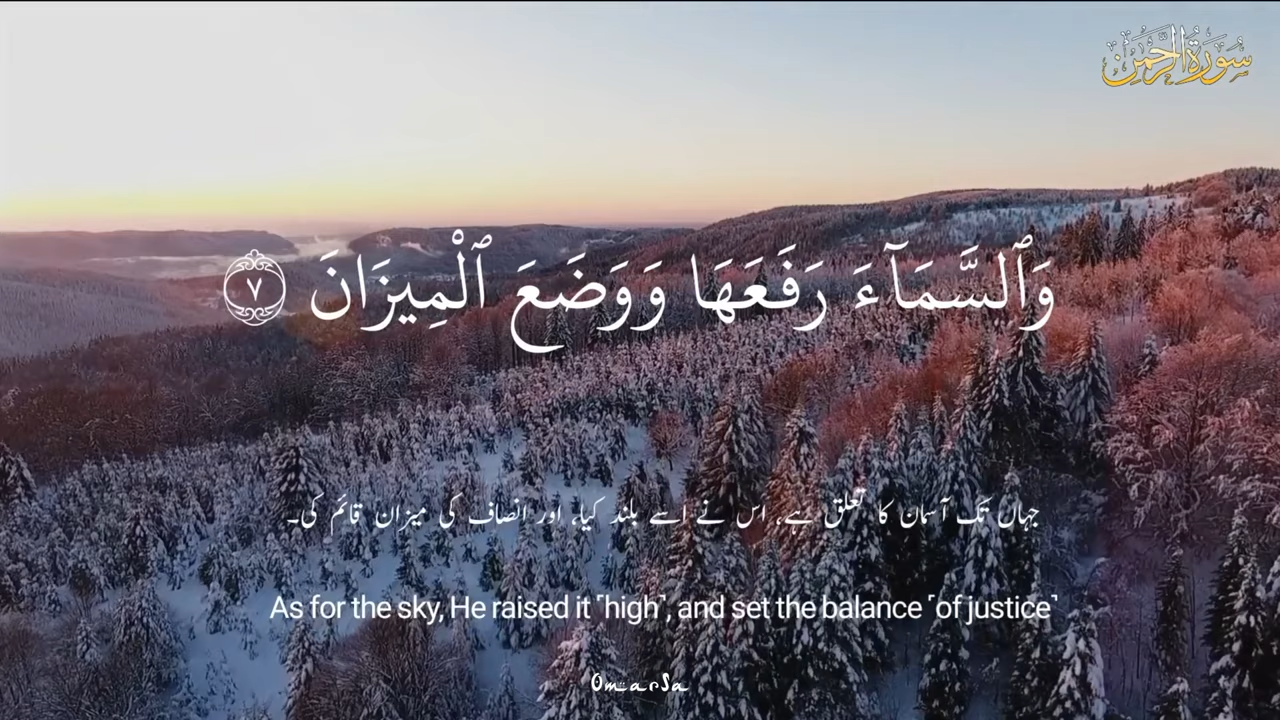 سُورَةُ الرَّحْمٰن
وَٱلسَّمَآءَ رَفَعَهَا وَوَضَعَ ٱلْمِيزَانَ ٧
جہاں تک آسمان کا تعلق ہے، اس نے اسے بلند کیا، اور انصاف کی میزان قائم کی۔
As for the sky, He raised it ˹high˺, and set the balance ˹of justice˺
OmarSa